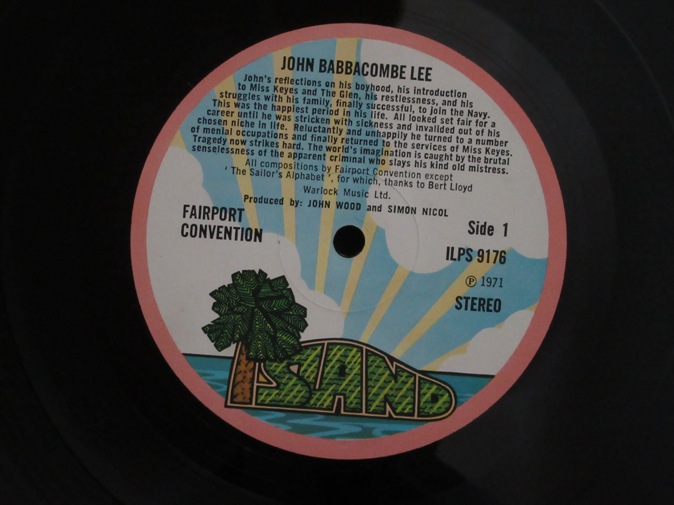 JOHN BABBACOMBE LEE
John's reflections on his boyhood, his introduction
to Miss Keyes and The Glen, his restlessness, and his
struggles with his family, finally successful, to join the Navy.
This was the happiest period in his life. All looked set fair for a
career until he was stricken with sickness and invalided out of his
chosen niche in life. Reluctantly and unhappily he turned to a number
of menial occupations and finally returned to the services of Miss Keyes.
Tragedy now strikes hard. The world's imagination is caught by the brutal
senselessness of the apparent criminal who slays his kind old mistress.
All compositions by Fairport Convention except
'The Sailor's Alphabet', for which, thanks to Bert Lloyd
Warlock Music Ltd.
Produced by: JOHN WOOD and SIMON NICOL
FAIRPORT
CONVENTION
Side 1
ILPS 9176
℗ 1971
STEREO
ISLAND